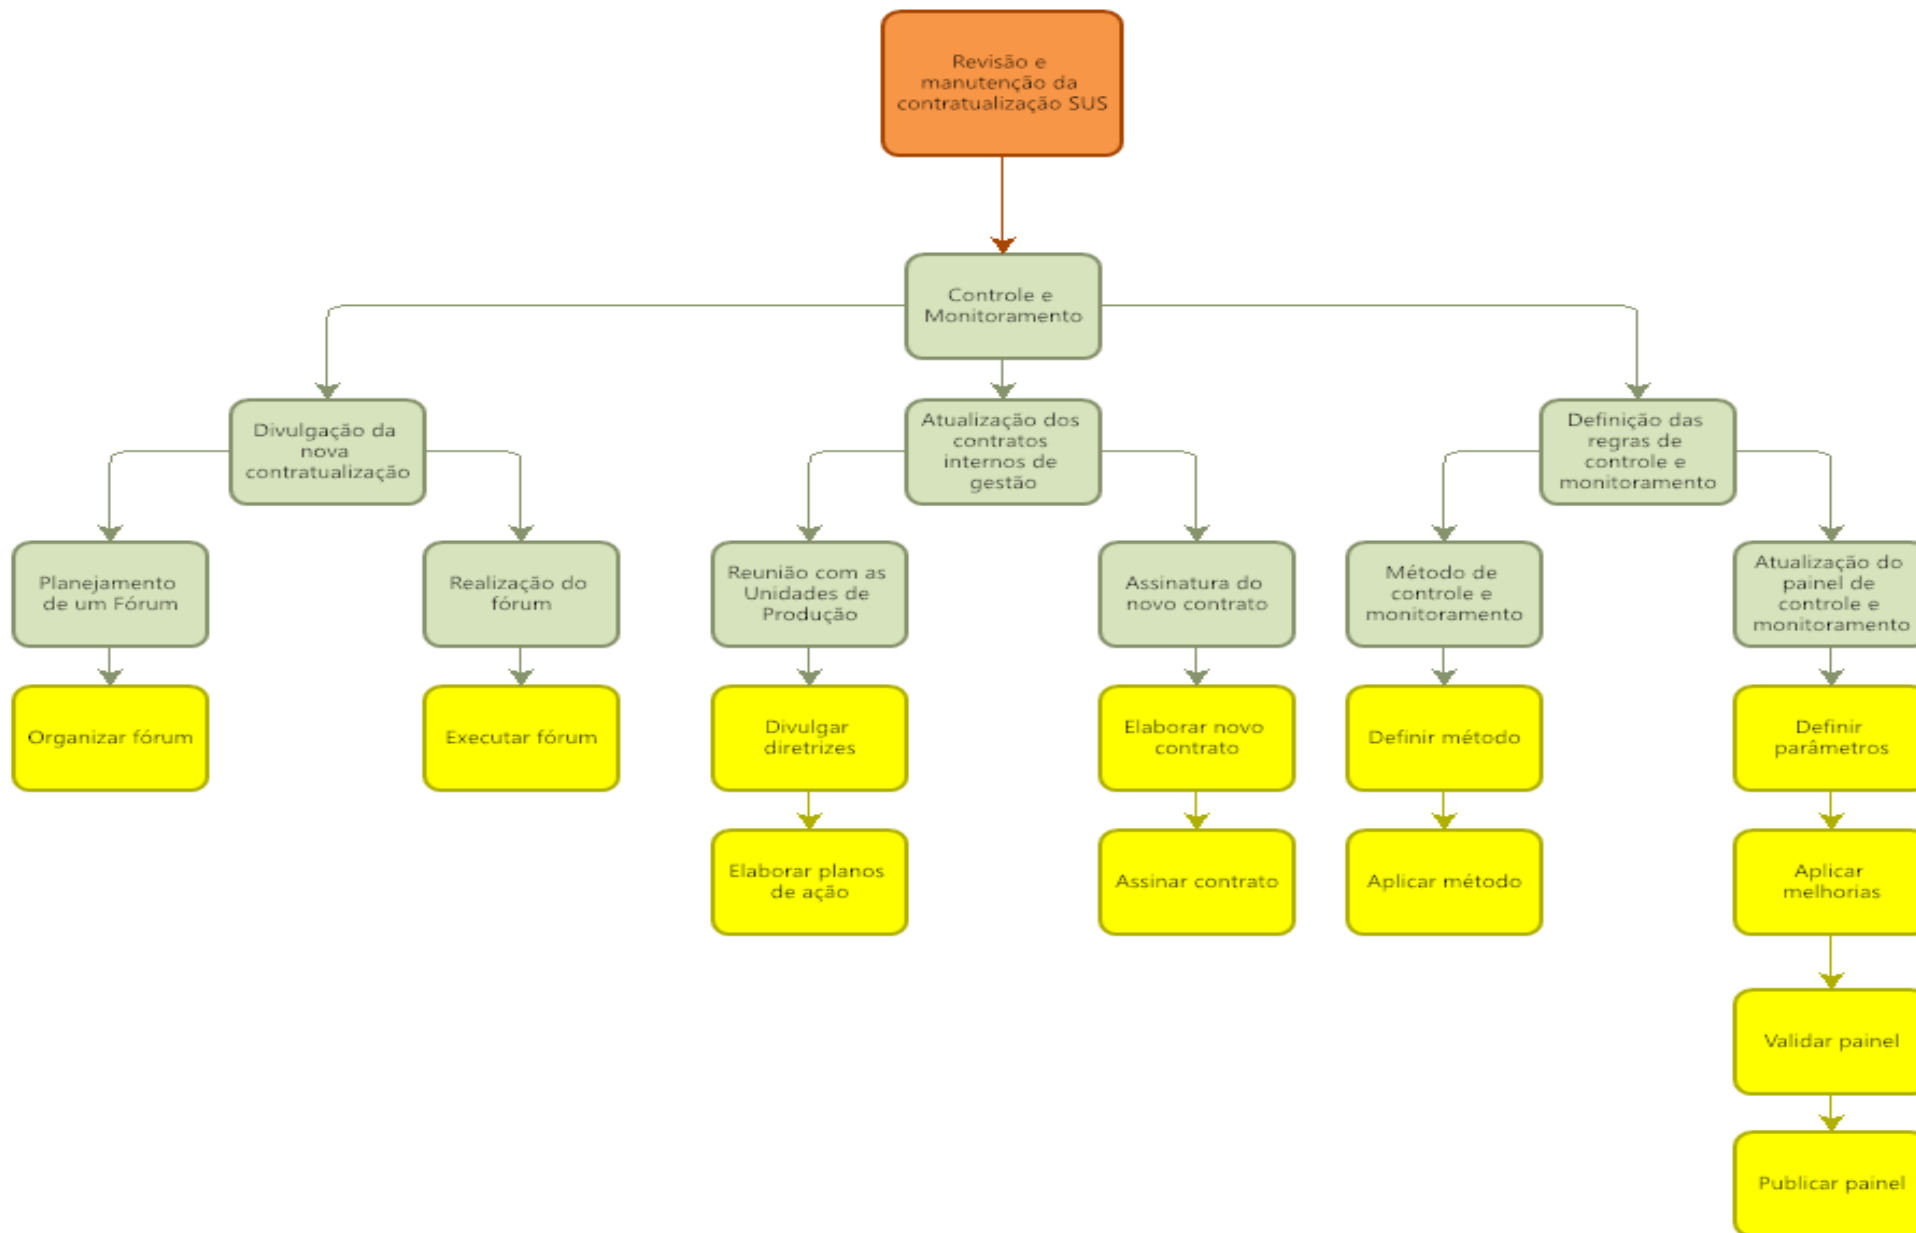 Revisão e
manutenção da
contratualização SUS
Controle e
Monitoramento
Divulgação da
nova
contratualização
Atualização dos
contratos
internos de
gestão
Definição das
regras de
controle e
monitoramento
Planejamento
de um Fórum
Realização do
fórum
Reunião com as
Unidades de
Produção
Assinatura do
novo contrato
Método de
controle e
monitoramento
Atualização do
painel de
controle e
monitoramento
Organizar fórum
Executar fórum
Divulgar
diretrizes
Elaborar novo
contrato
Definir método
Definir
parâmetros
Elaborar planos
de ação
Assinar contrato
Aplicar método
Aplicar
melhorias
Validar painel
Publicar painel